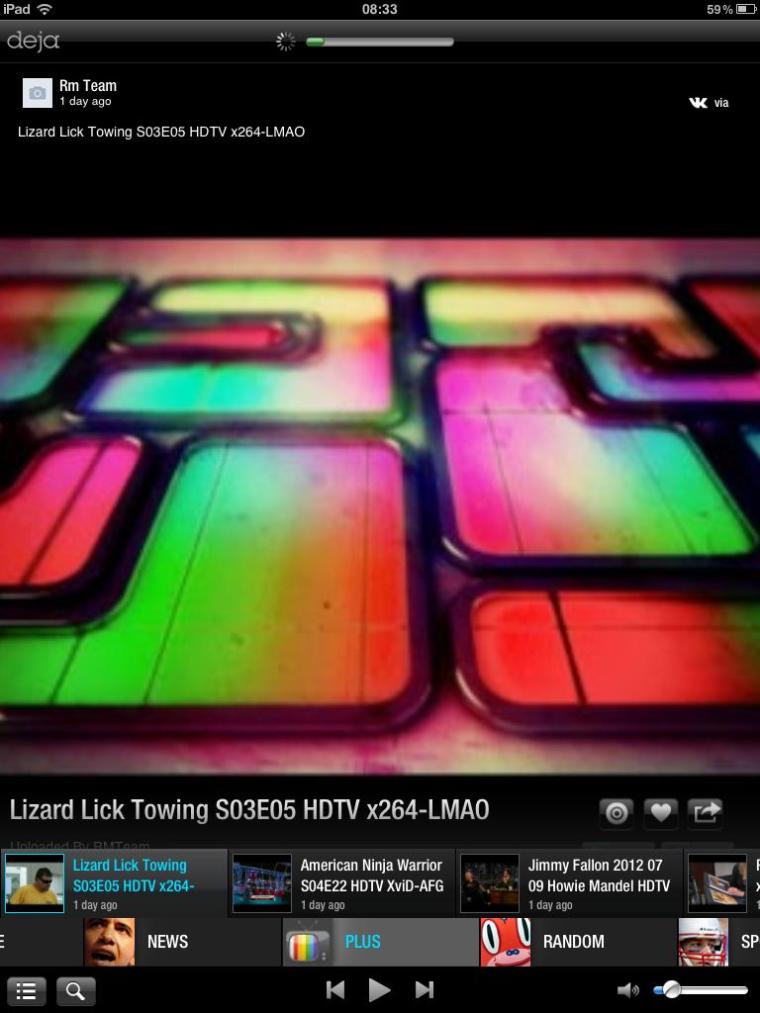 iPad 08:33 59%
deja
Rm Team
1 day ago
via
Lizard Lick Towing S03E05 HDTV x264-LMAO
Lizard Lick Towing S03E05 HDTV x264-LMAO
Uploaded By RMTeam
Lizard Lick Towing
S03E05 HDTV x264-
1 day ago
American Ninja Warrior
S04E22 HDTV XviD-AFG
1 day ago
Jimmy Fallon 2012 07
09 Howie Mandel HDTV
1 day ago
E NEWS PLUS RANDOM SP